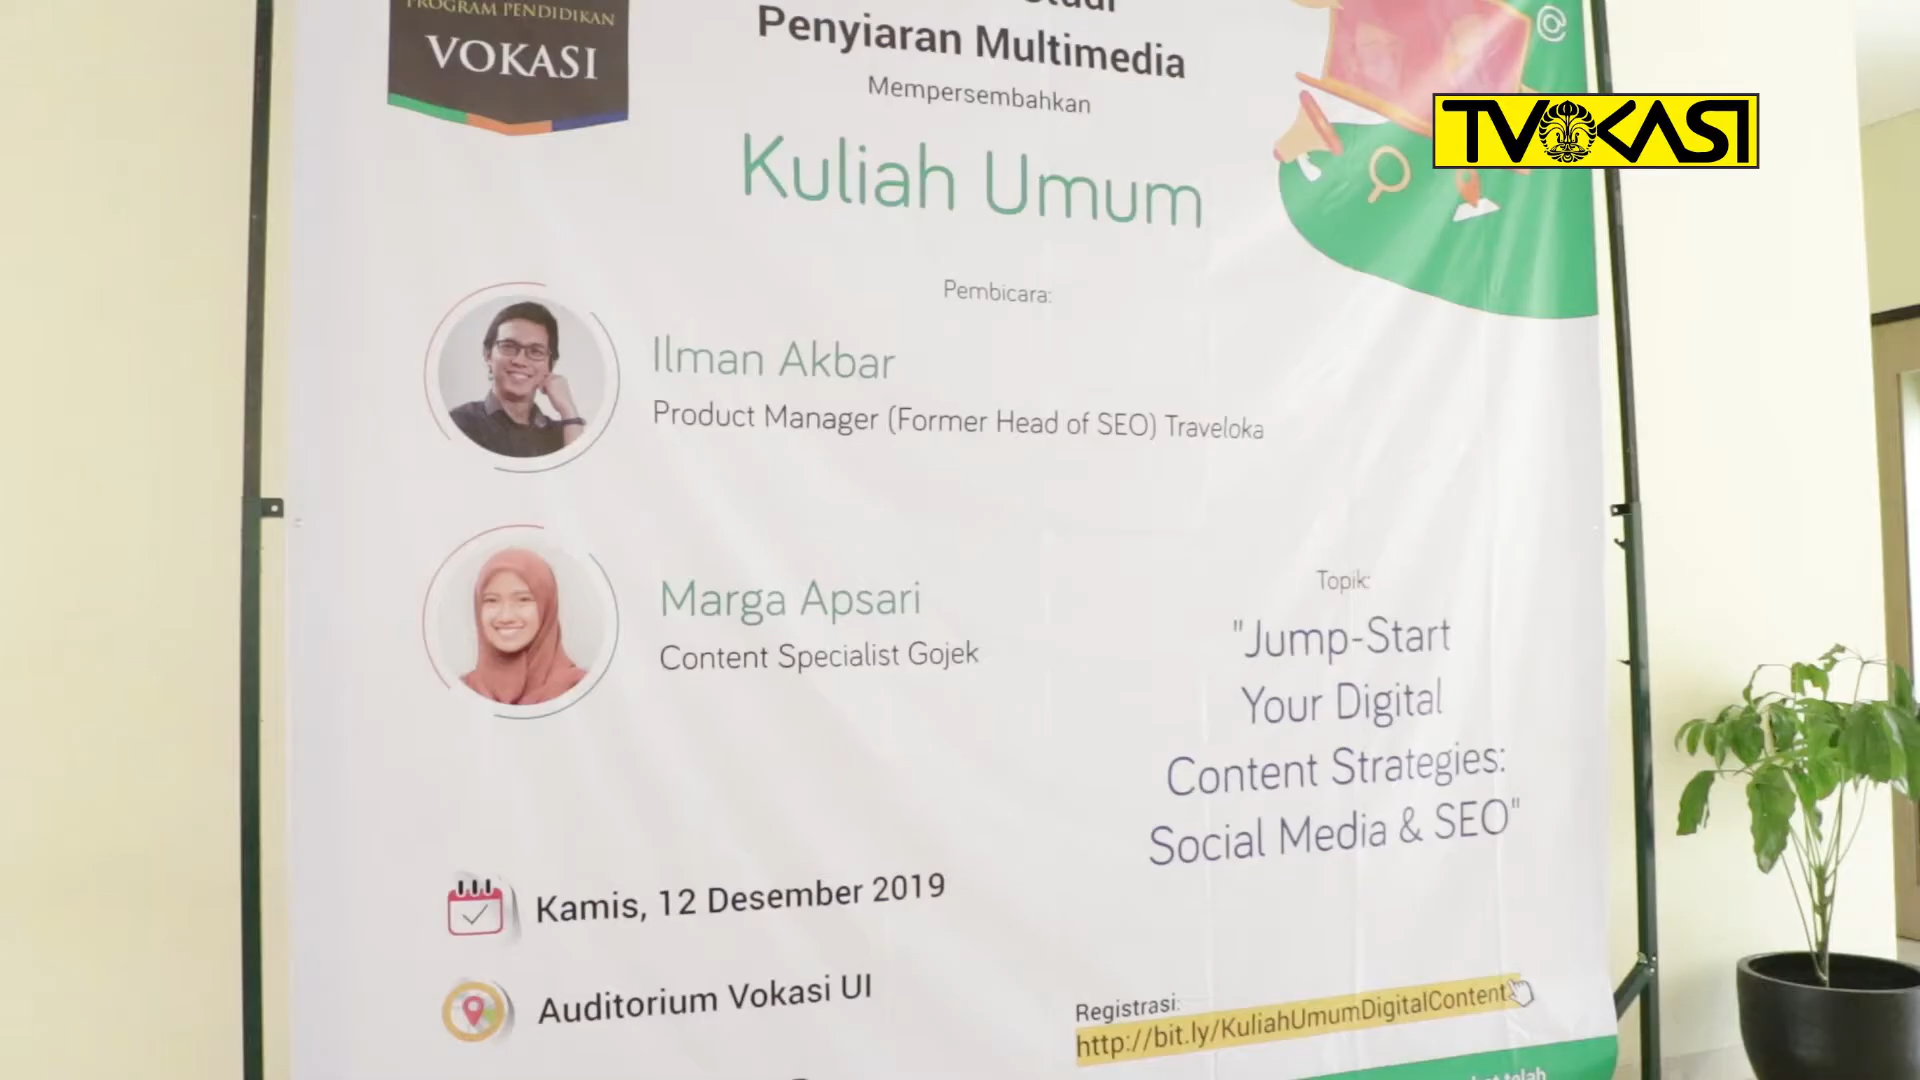 PROGRAM PENDIDIKAN
VOKASI
Penyiaran Multimedia
Mempersembahkan
TVOKASI
Kuliah Umum
Pembicara:
Ilman Akbar
Product Manager (Former Head of SEO) Traveloka
Marga Apsari
Content Specialist Gojek
Topik:
"Jump-Start
Your Digital
Content Strategies:
Social Media & SEO"
Kamis, 12 Desember 2019
Auditorium Vokasi UI
Registrasi:
http://bit.ly/KuliahUmumDigitalContent